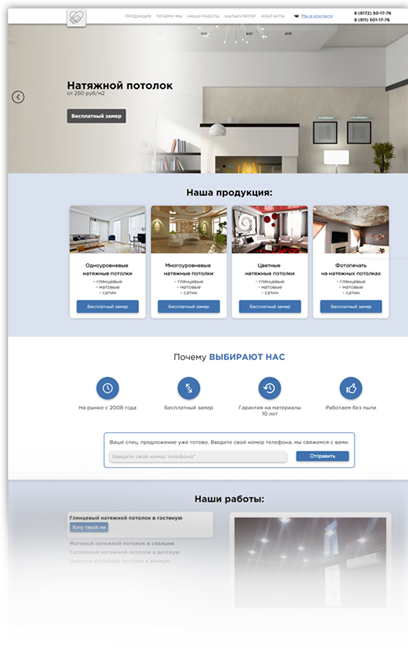 ПРОДУКЦИЯ ПОЧЕМУ МЫ НАШИ РАБОТЫ КАЛЬКУЛЯТОР КОНТАКТЫ Мы в контакте
8 (8172) 50-17-76
8 (911) 501-17-76
Натяжной потолок
от 250 руб/м2
Бесплатный замер
Наша продукция:
Одноуровневые
натяжные потолки
- глянцевые
- матовые
- сатин
Бесплатный замер
Многоуровневые
натяжные потолки
- глянцевые
- матовые
- сатин
Бесплатный замер
Цветные
натяжные потолки
- глянцевые
- матовые
- сатин
Бесплатный замер
Фотопечать
на натяжных потолках
- глянцевые
- матовые
- сатин
Бесплатный замер
Почему ВЫБИРАЮТ НАС
На рынке с 2008 года
Бесплатный замер
Гарантия на материалы
10 лет
Работаем без пыли
Ваше спец. предложение уже готово. Введите свой номер телефона, мы свяжемся с вами.
Введите свой номер телефона*
Отправить
Наши работы:
Глянцевый натяжной потолок в гостиную
Хочу такой же
Матовый натяжной потолок в спальню
Сатиновый натяжной потолок в детскую